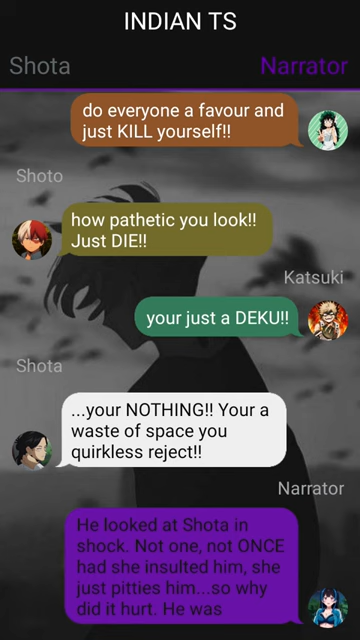 INDIAN TS
Shota
Narrator
do everyone a favour and
just KILL yourself!!
Shoto
how pathetic you look!!
Just DIE!!
Katsuki
your just a DEKU!!
Shota
...your NOTHING!! Your a
waste of space you
quirkless reject!!
Narrator
He looked at Shota in
shock. Not one, not ONCE
had she insulted him, she
just pitties him...so why
did it hurt. He was